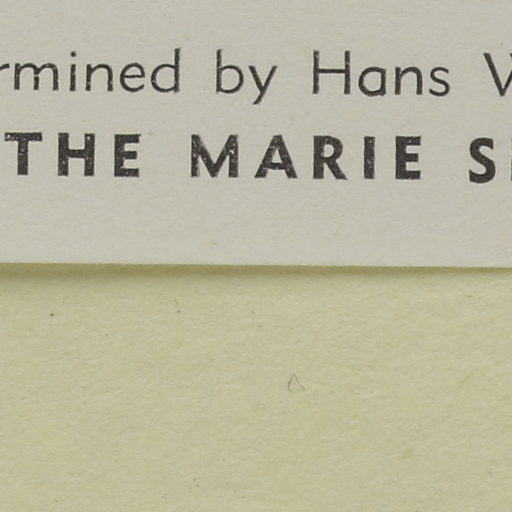 rmined by Hans
THE MARIE